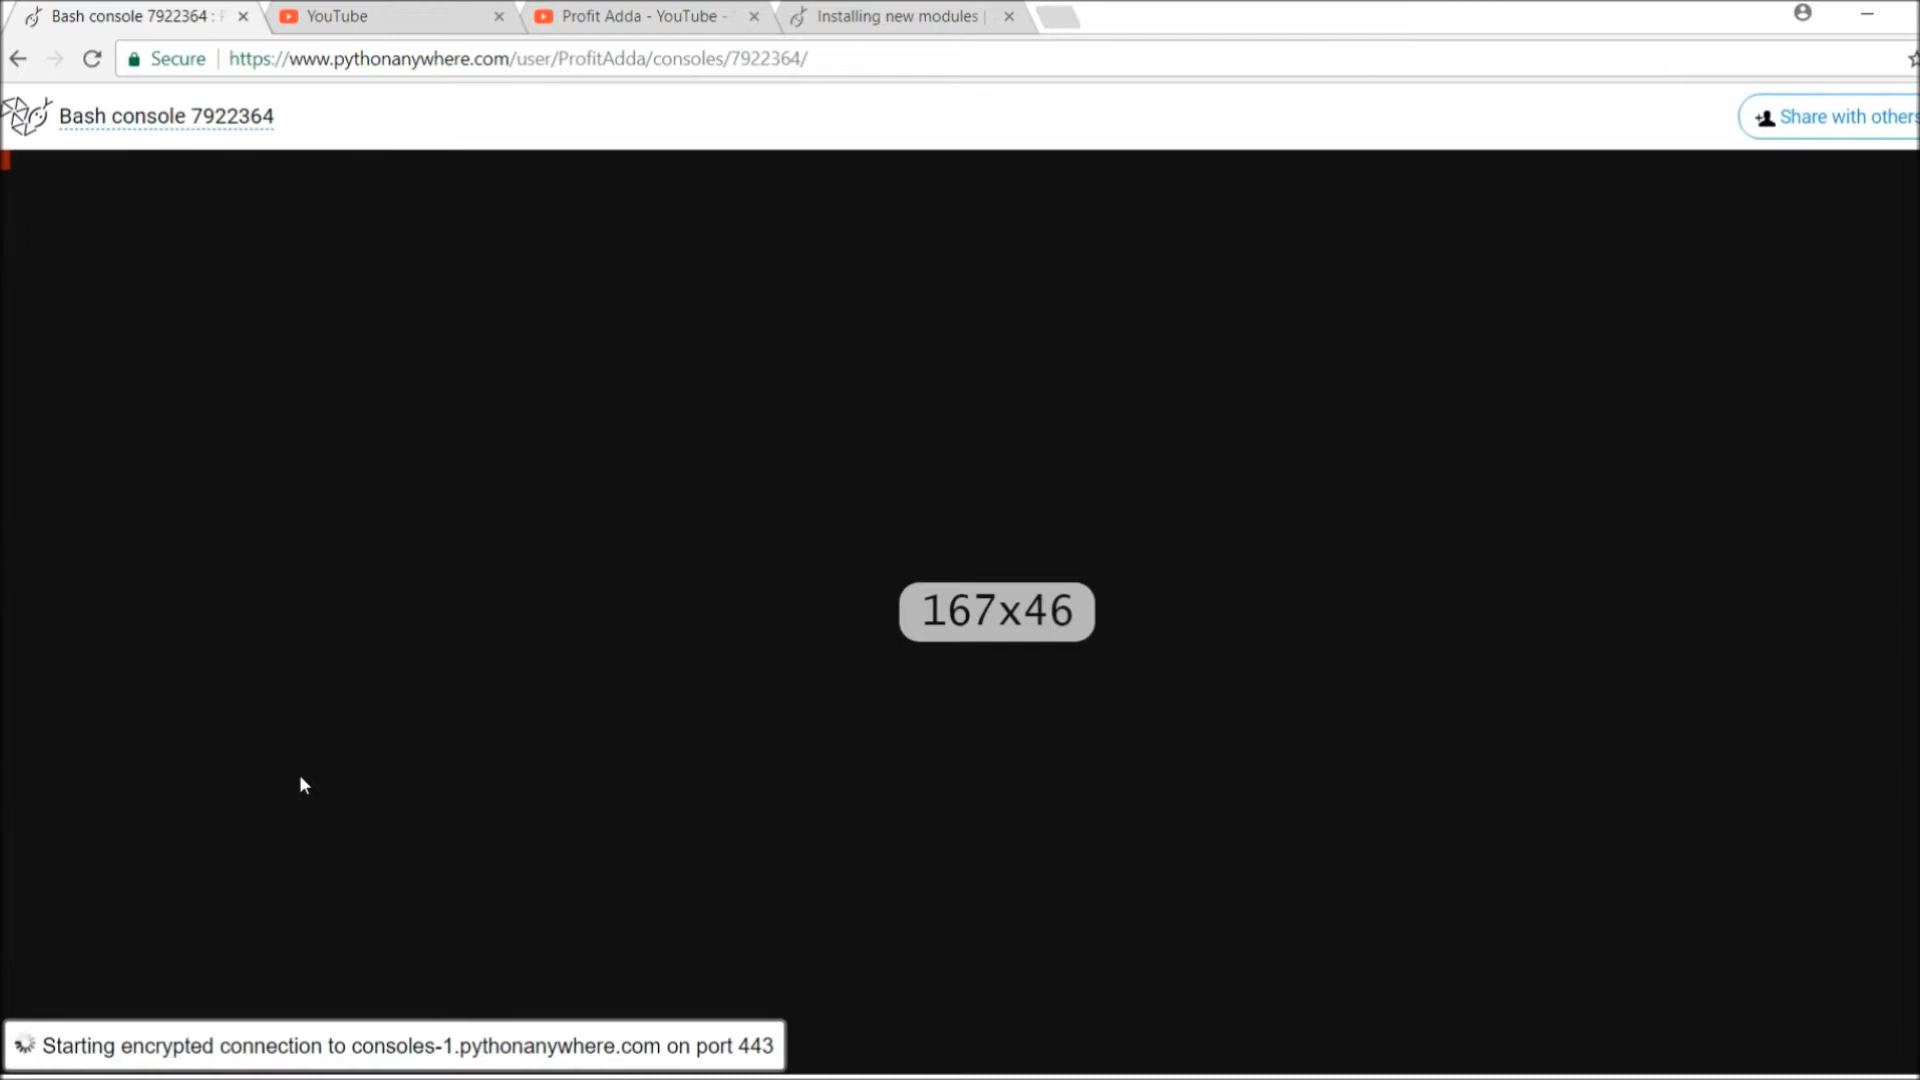 Bash console 7922364 :
YouTube
Profit Adda - YouTube -
Installing new modules |
Secure
https://www.pythonanywhere.com/user/ProfitAdda/consoles/7922364/
Bash console 7922364
Share with others
167x46
Starting encrypted connection to consoles-1.pythonanywhere.com on port 443